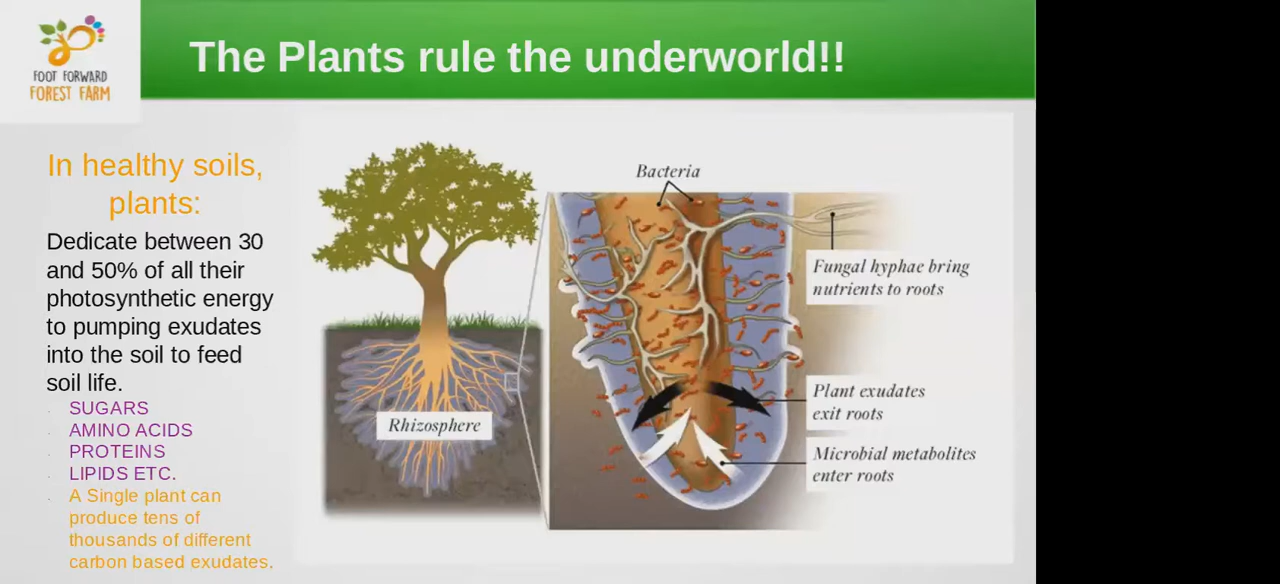 FOOT FORWARD
FOREST FARM
The Plants rule the underworld!!
In healthy soils,
plants:
Dedicate between 30
and 50% of all their
photosynthetic energy
to pumping exudates
into the soil to feed
soil life.
SUGARS
AMINO ACIDS
PROTEINS
LIPIDS ETC.
A Single plant can
produce tens of
thousands of different
carbon based exudates.
Rhizosphere
Bacteria
Fungal hyphae bring
nutrients to roots
Plant exudates
exit roots
Microbial metabolites
enter roots